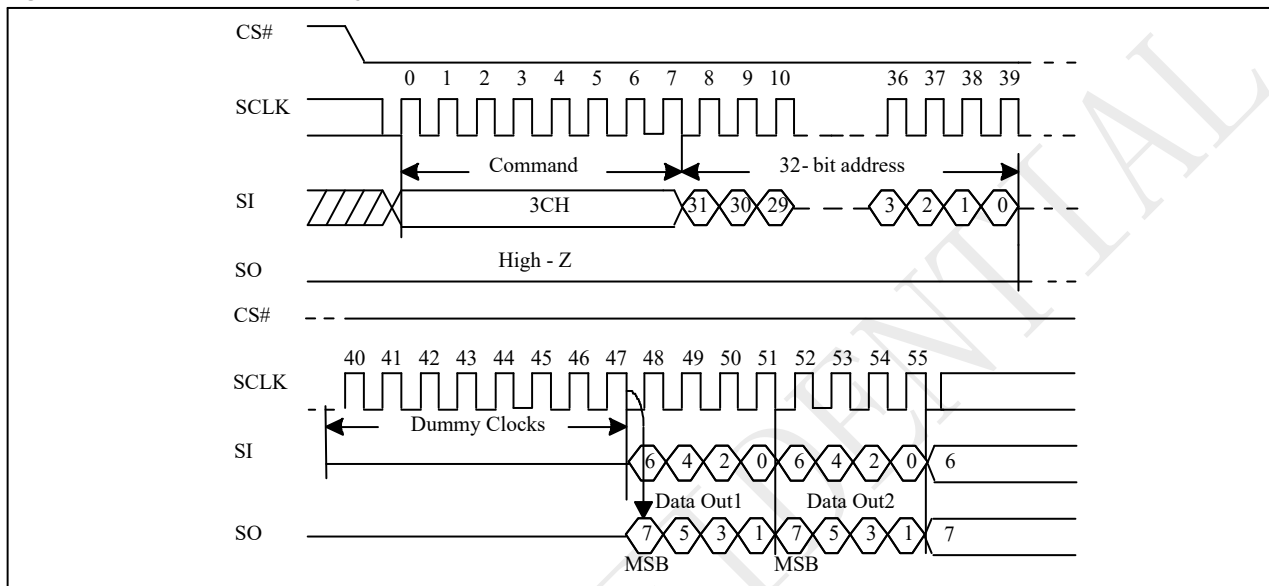 CS#
0 1 2 3 4 5 6 7 8 9 10 36 37 38 39
SCLK
Command 32- bit address
SI 3CH 31 30 29 3 2 1 0
High - Z
SO
CS#
40 41 42 43 44 45 46 47 48 49 50 51 52 53 54 55
SCLK
Dummy Clocks
SI 6 4 2 0 6 4 2 0 6
Data Out1 Data Out2
SO 7 5 3 1 7 5 3 1 7
MSB MSB